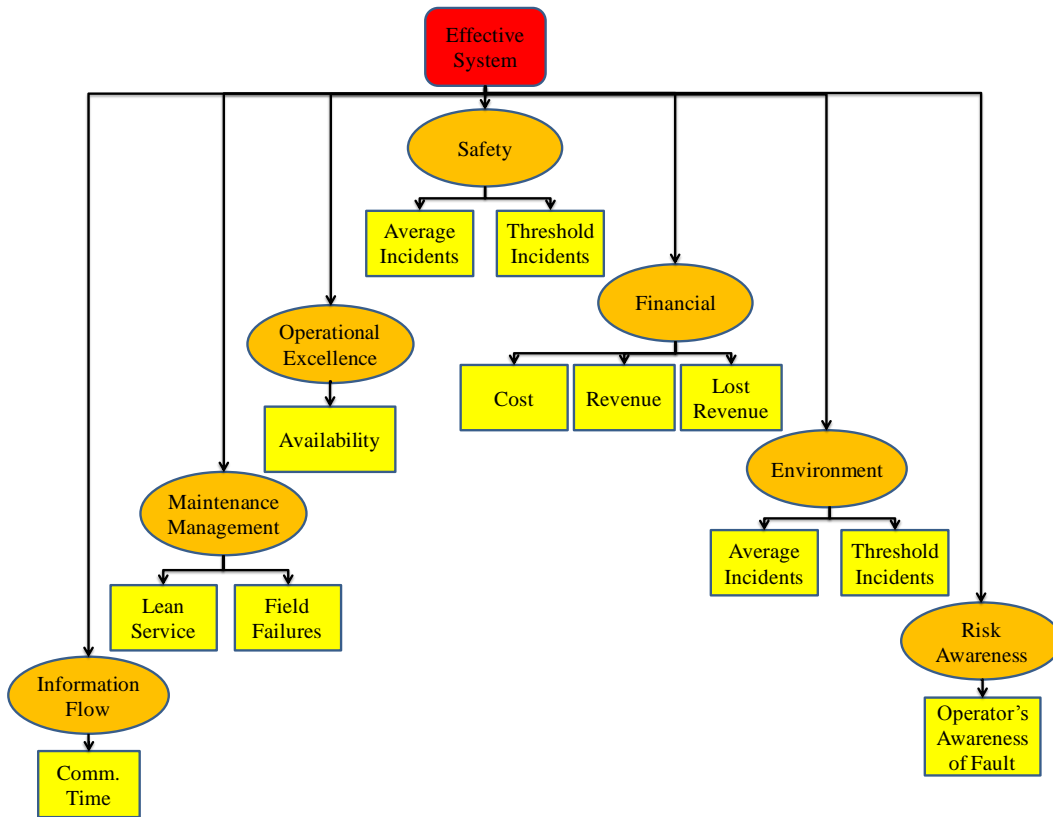 Effective
System
Safety
Average
Incidents
Threshold
Incidents
Financial
Operational
Excellence
Cost
Revenue
Lost
Revenue
Availability
Environment
Maintenance
Management
Average
Incidents
Threshold
Incidents
Lean
Service
Field
Failures
Risk
Awareness
Information
Flow
Operator’s
Awareness
of Fault
Comm.
Time